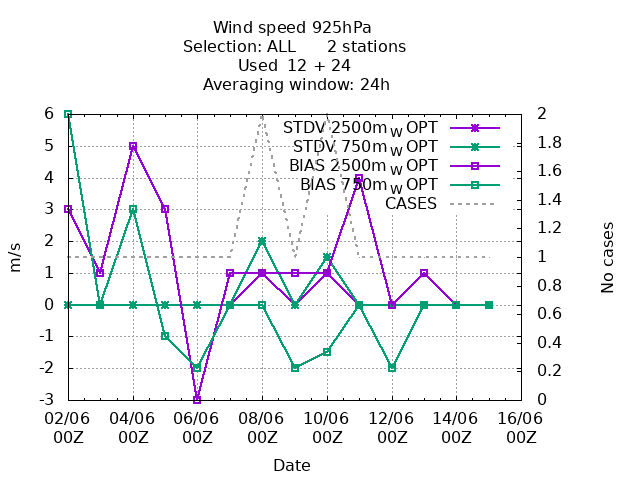 Wind speed 925hPa
Selection: ALL 2 stations
Used 12 + 24
Averaging window: 24h
6
5
4
3
2
1
0
-1
-2
-3
m/s
2
1.8
1.6
1.4
1.2
1
0.8
0.6
0.4
0.2
0
No cases
STDV 2500m W OPT
STDV 750m W OPT
BIAS 2500m W OPT
BIAS 750m W OPT
CASES
02/06 04/06 06/06 08/06 10/06 12/06 14/06 16/06
00Z 00Z 00Z 00Z 00Z 00Z 00Z 00Z
Date